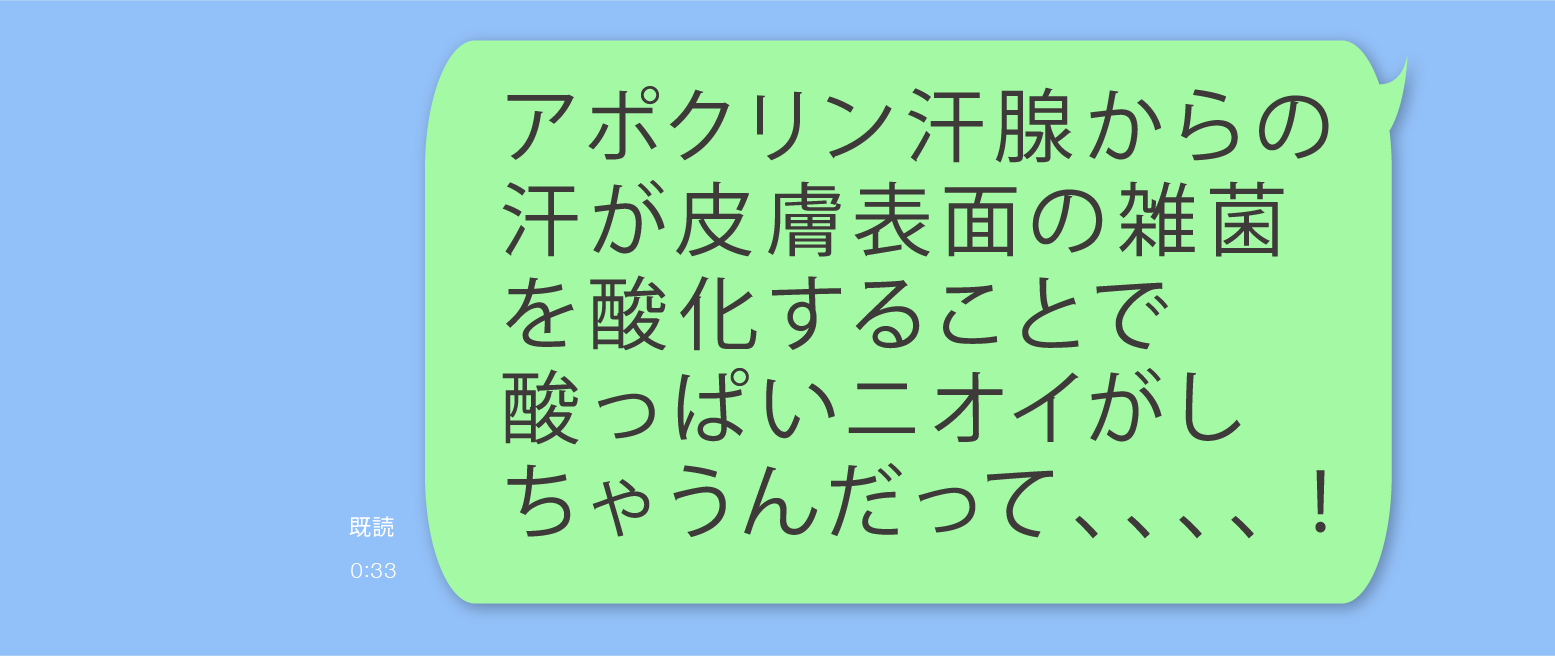 アポクリン汗腺からの
汗が皮膚表面の雑菌
を酸化することで
酸っぱいニオイがし
ちゃうんだって、、、、！
既読
0:33